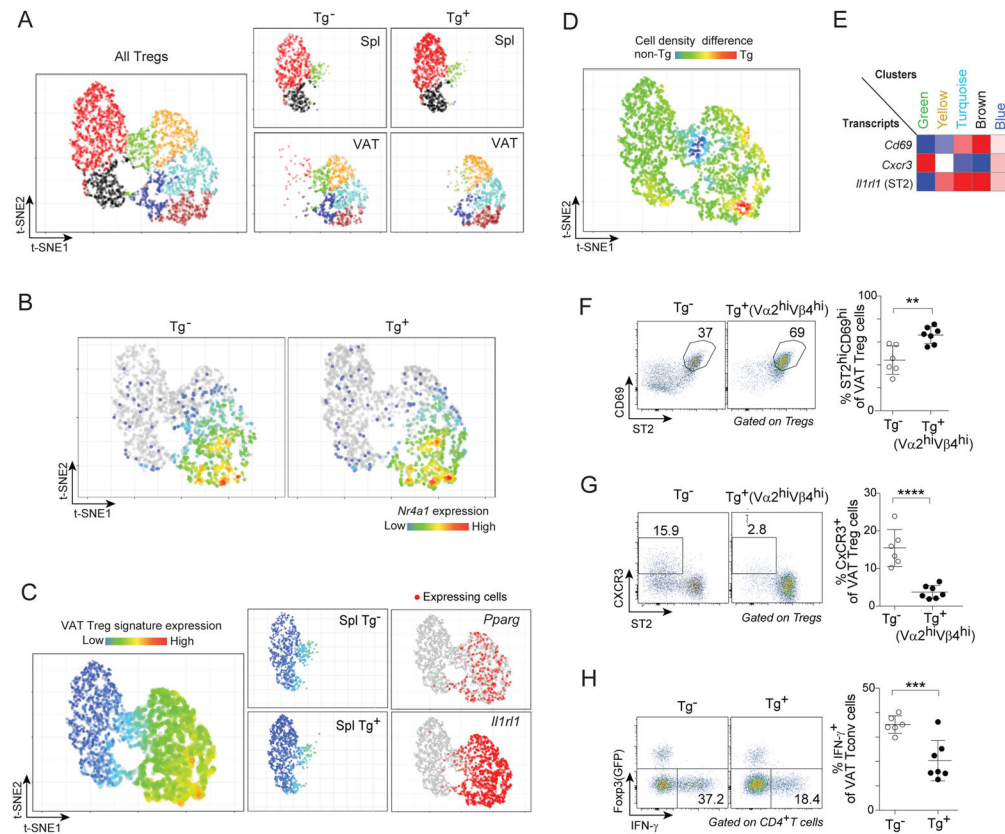 A
Tg⁻
Tg⁺
All Tregs
Spl
Spl
VAT
VAT
t-SNE2
t-SNE1
D
Cell density difference
non-Tg
Tg
t-SNE2
t-SNE1
E
Clusters
Transcripts
Green
Yellow
Turquoise
Brown
Blue
Cd69
Cxcr3
Il1rl1 (ST2)
B
Tg⁻
Tg⁺
t-SNE2
t-SNE1
Nr4a1 expression
Low
High
C
VAT Treg signature expression
Low
High
t-SNE2
t-SNE1
Spl Tg⁻
Spl Tg⁺
Expressing cells
Pparg
Il1rl1
F
Tg⁻
Tg⁺(Vα2hiVβ4hi)
37
69
CD69
ST2
Gated on Tregs
% ST2hiCD69hi
of VAT Treg cells
100
50
0
**
Tg⁻
Tg⁺
(Vα2hiVβ4hi)
G
Tg⁻
Tg⁺(Vα2hiVβ4hi)
15.9
2.8
CXCR3
ST2
Gated on Tregs
% CxCR3⁺
of VAT Treg cells
30
20
10
0
****
Tg⁻
Tg⁺
(Vα2hiVβ4hi)
H
Tg⁻
Tg⁺
37.2
18.4
Foxp3(GFP)
IFN-γ
Gated on CD4⁺T cells
% IFN-γ⁺
of VAT Tconv cells
50
0
***
Tg⁻
Tg⁺